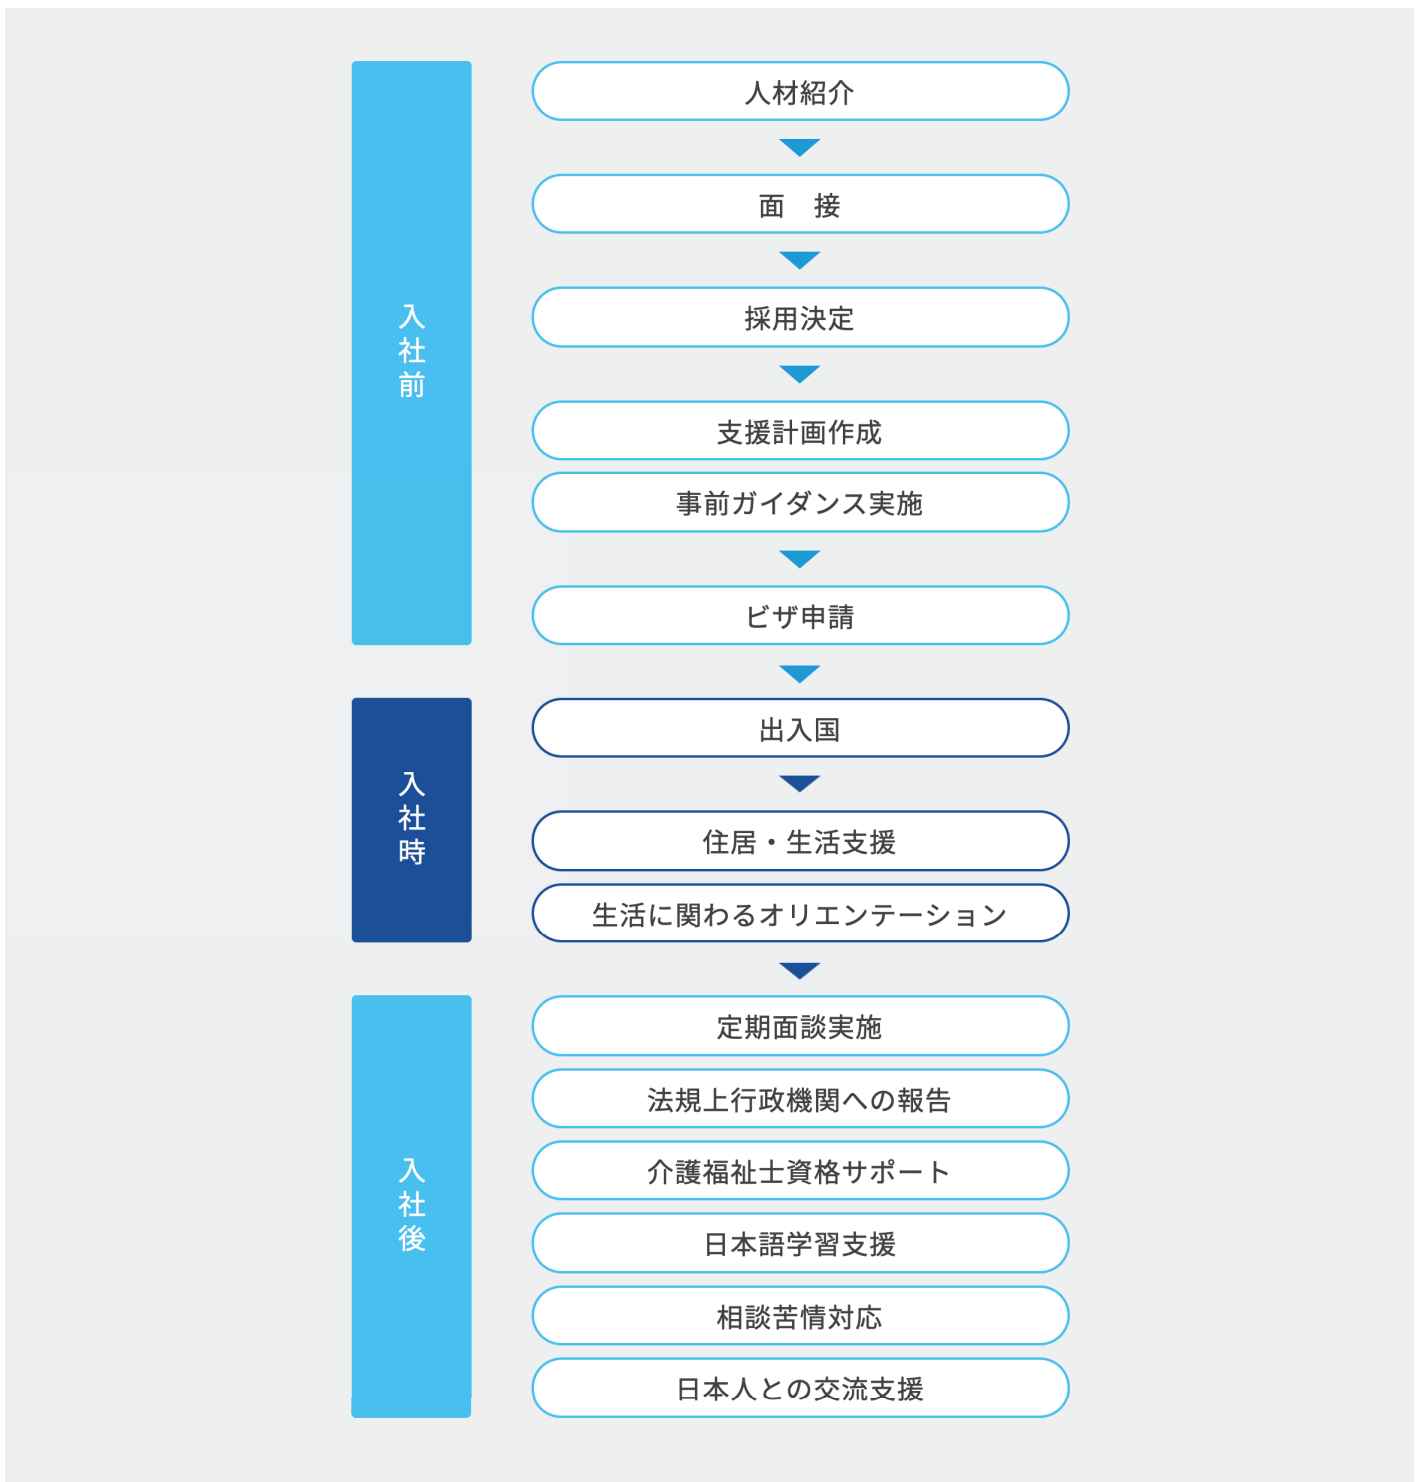 入社前
人材紹介
面　接
採用決定
支援計画作成
事前ガイダンス実施
ビザ申請
入社時
出入国
住居・生活支援
生活に関わるオリエンテーション
入社後
定期面談実施
法規上行政機関への報告
介護福祉士資格サポート
日本語学習支援
相談苦情対応
日本人との交流支援